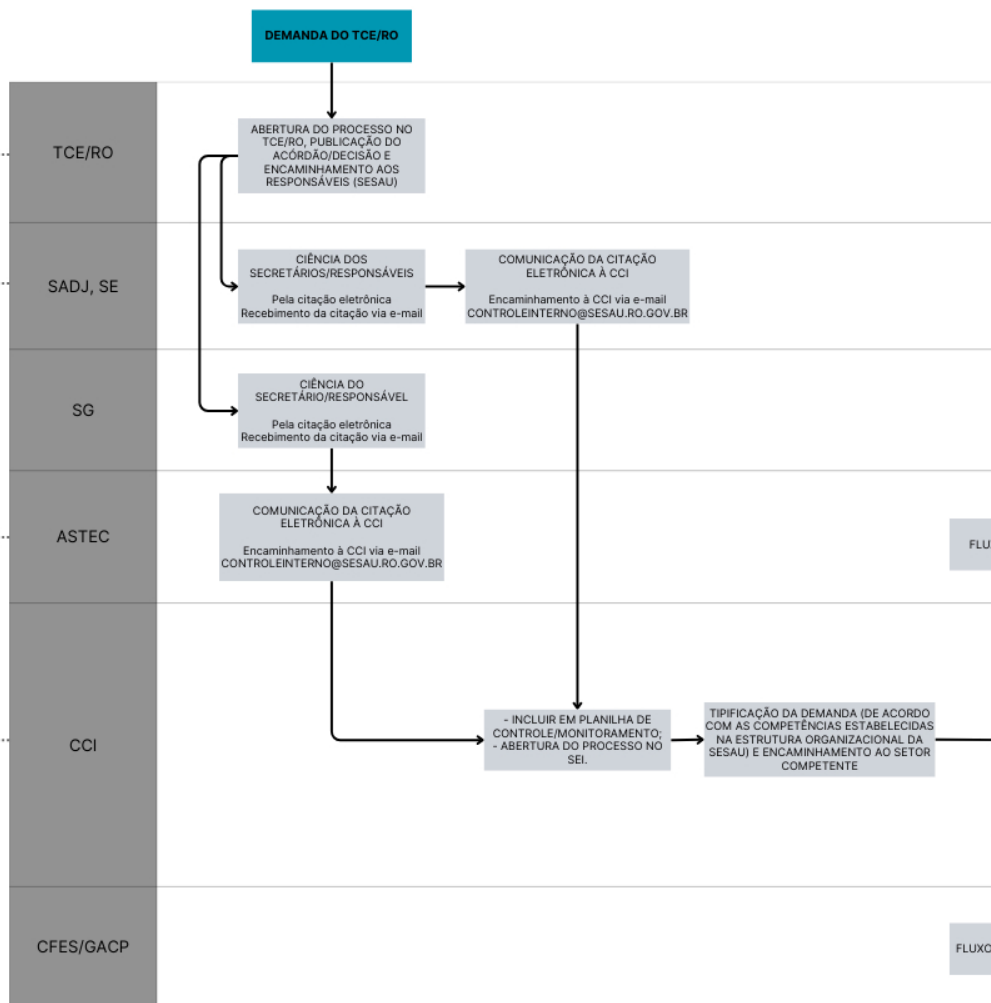 DEMANDA DO TCE/RO
TCE/RO
ABERTURA DO PROCESSO NO
TCE/RO, PUBLICAÇÃO DO
ACÓRDÃO/DECISÃO E
ENCAMINHAMENTO AOS
RESPONSÁVEIS (SESAU)
SADJ, SE
CIÊNCIA DOS
SECRETÁRIOS/RESPONSÁVEIS
Pela citação eletrônica
Recebimento da citação via e-mail
COMUNICAÇÃO DA CITAÇÃO
ELETRÔNICA À CCI
Encaminhamento à CCI via e-mail
CONTROLEINTERNO@SESAU.RO.GOV.BR
SG
CIÊNCIA DO
SECRETÁRIO/RESPONSÁVEL
Pela citação eletrônica
Recebimento da citação via e-mail
ASTEC
COMUNICAÇÃO DA CITAÇÃO
ELETRÔNICA À CCI
Encaminhamento à CCI via e-mail
CONTROLEINTERNO@SESAU.RO.GOV.BR
CCI
- INCLUIR EM PLANILHA DE
CONTROLE/MONITORAMENTO;
- ABERTURA DO PROCESSO NO
SEI.
TIPIFICAÇÃO DA DEMANDA (DE ACORDO
COM AS COMPETÊNCIAS ESTABELECIDAS
NA ESTRUTURA ORGANIZACIONAL DA
SESAU) E ENCAMINHAMENTO AO SETOR
COMPETENTE
CFES/GACP
FLUXO